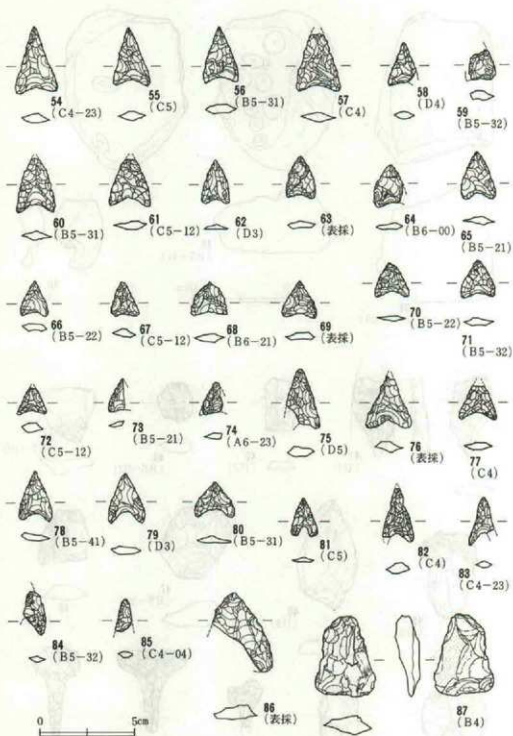 54
(C4-23)
55
(C5)
56
(B5-31)
57
(C4)
58
(D4)
59
(B5-32)
60
(B5-31)
61
(C5-12)
62
(D3)
63
(表採)
64
(B6-00)
65
(B5-21)
66
(B5-22)
67
(C5-12)
68
(B6-21)
69
(表採)
70
(B5-22)
71
(B5-32)
72
(C5-12)
73
(B5-21)
74
(A6-23)
75
(D5)
76
(表採)
77
(C4)
78
(B5-41)
79
(D3)
80
(B5-31)
81
(C5)
82
(C4)
83
(C4-23)
84
(B5-32)
85
(C4-04)
86
(表採)
87
(B4)
0 5cm